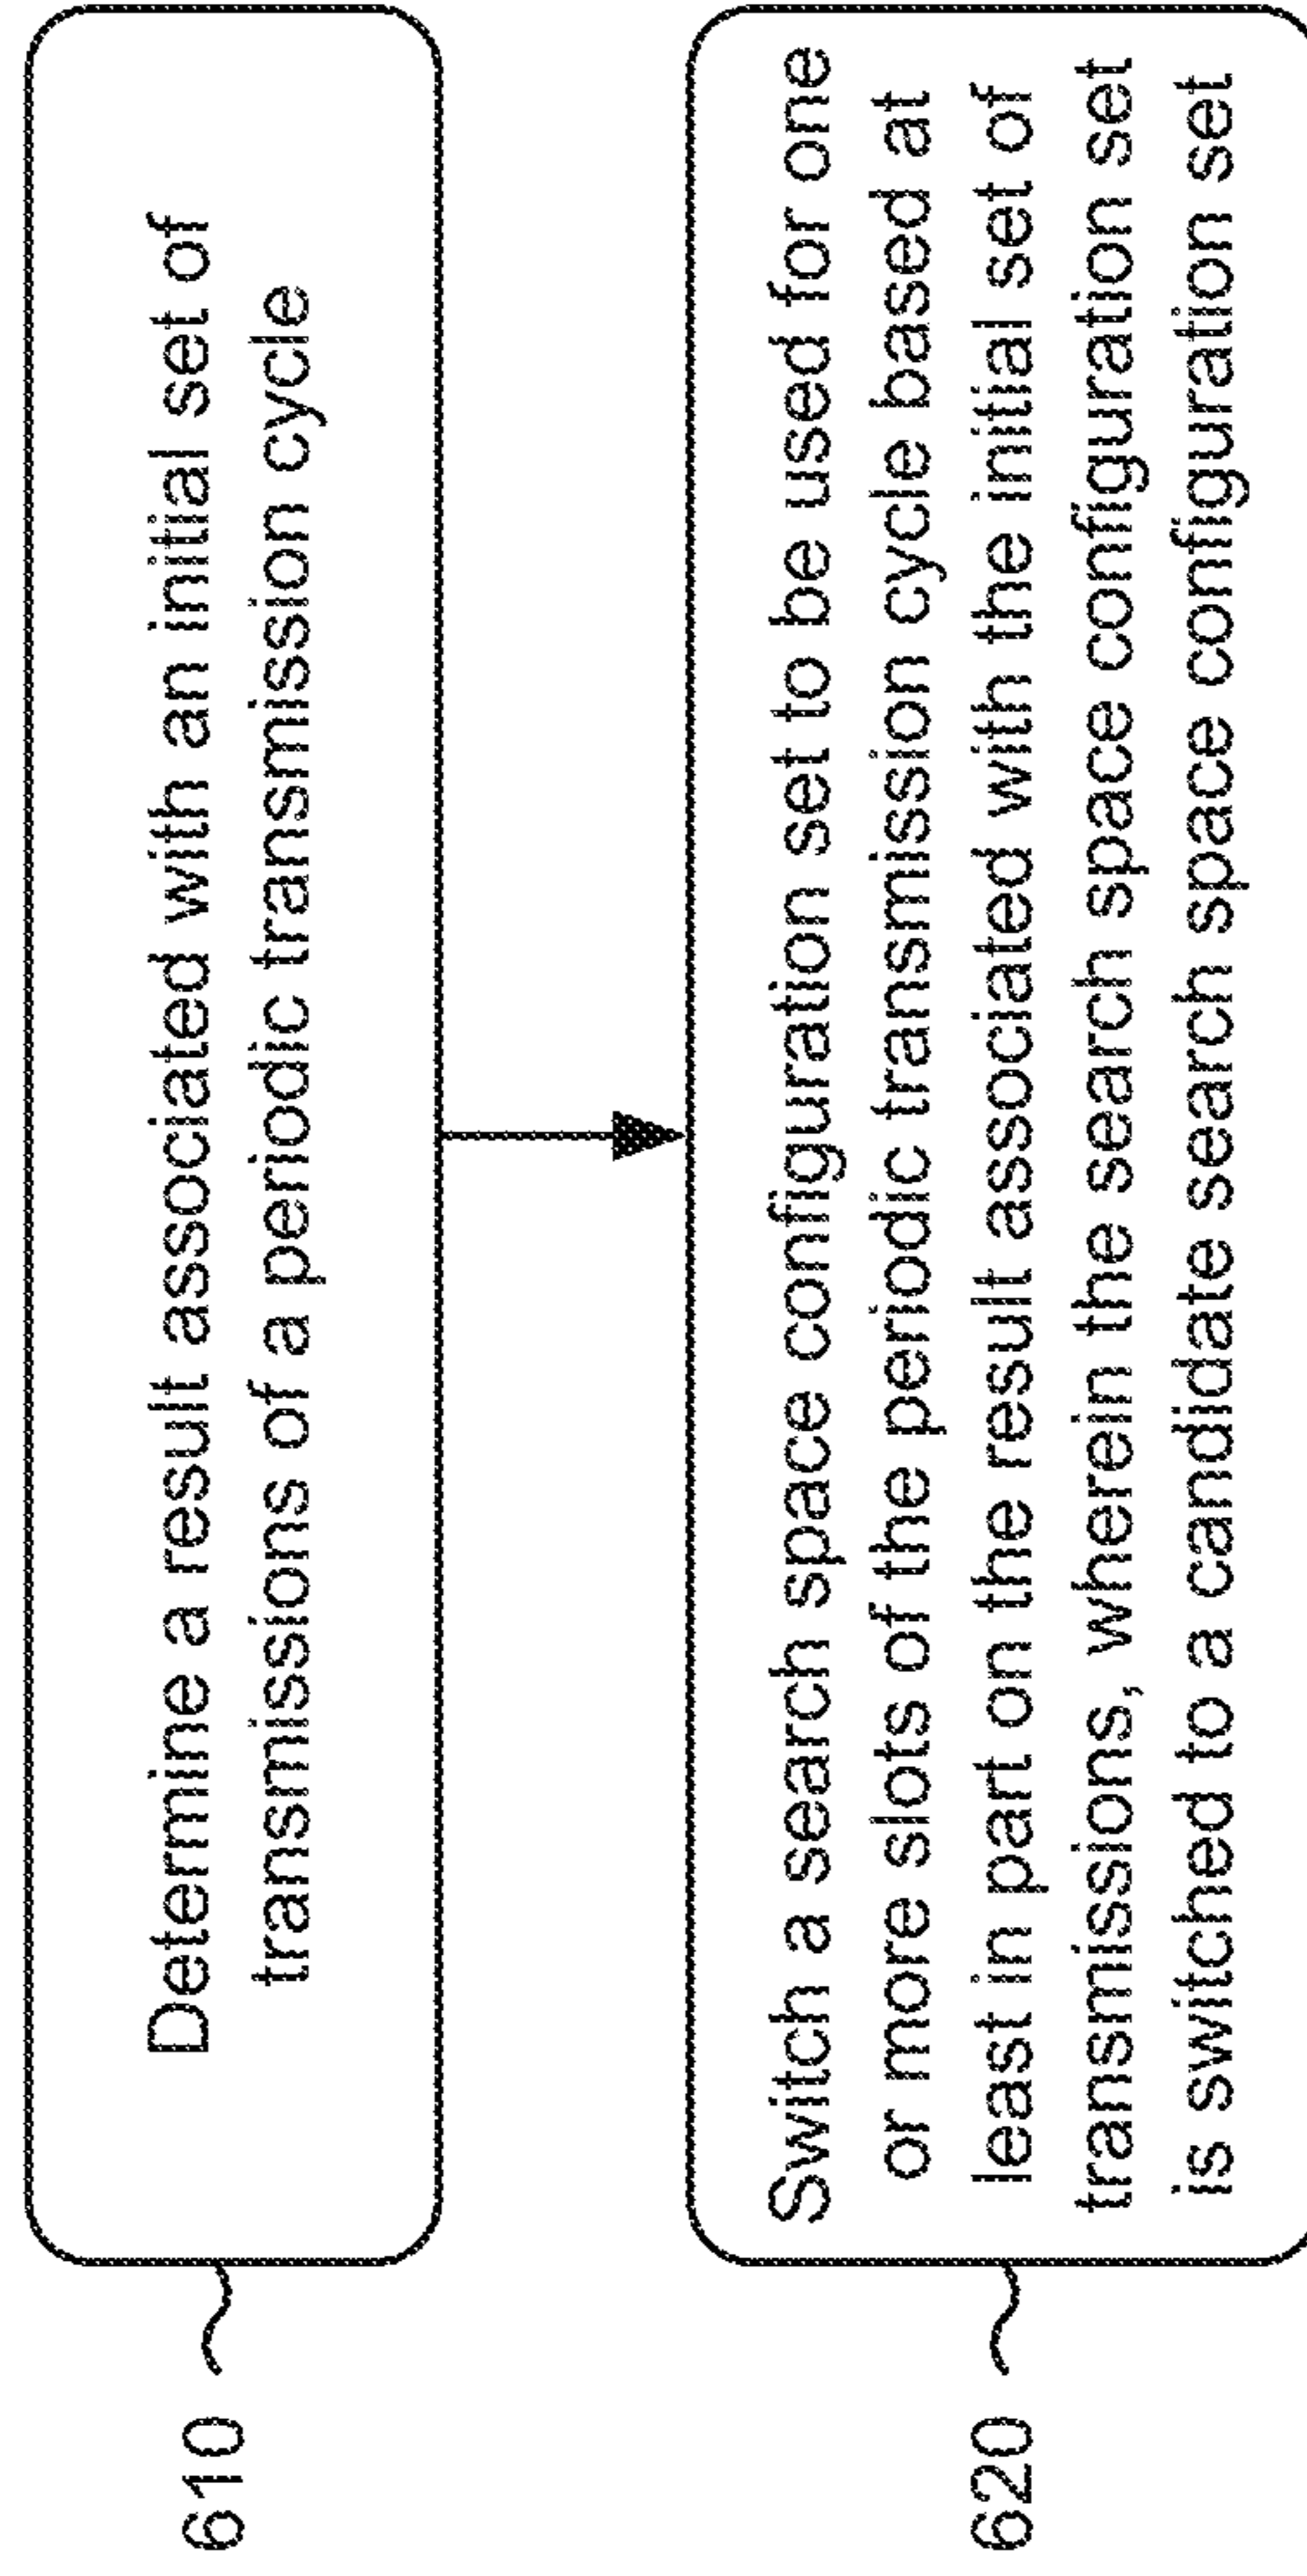 610
Determine a result associated with an initial set of
transmissions of a periodic transmission cycle
620
Switch a search space configuration set to be used for one
or more slots of the periodic transmission cycle based at
least in part on the result associated with the initial set of
transmissions, wherein the search space configuration set
is switched to a candidate search space configuration set